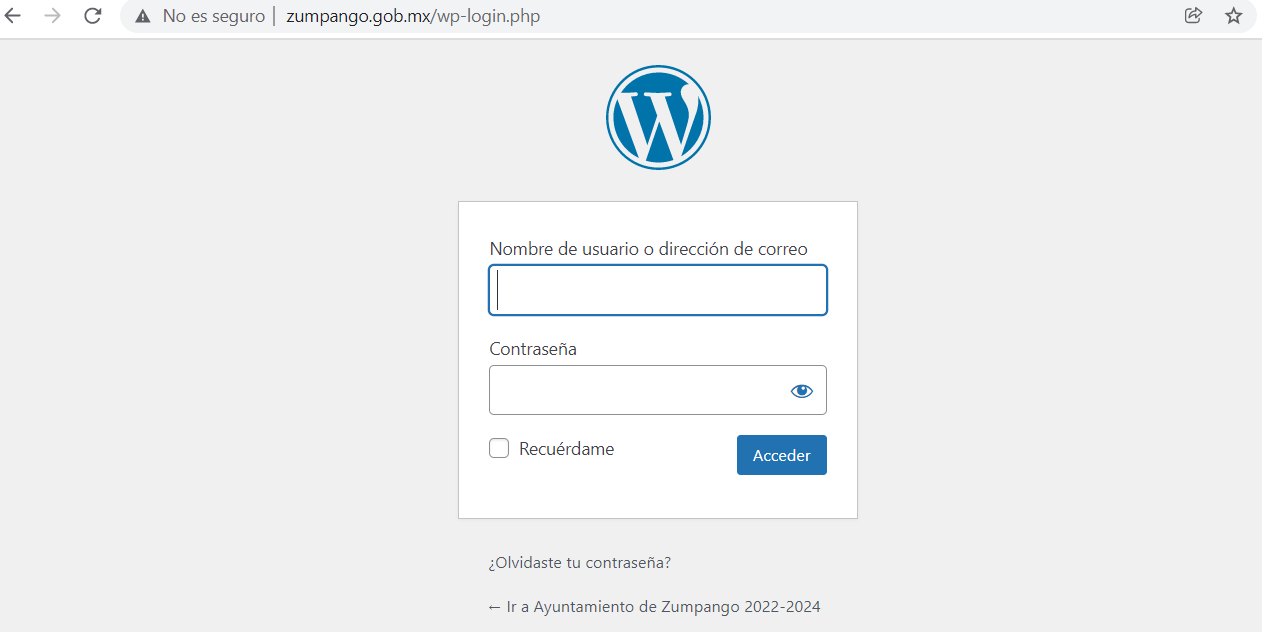 No es seguro | zumpango.gob.mx/wp-login.php
W
Nombre de usuario o dirección de correo
Contraseña
Recuérdame
Acceder
¿Olvidaste tu contraseña?
← Ir a Ayuntamiento de Zumpango 2022-2024